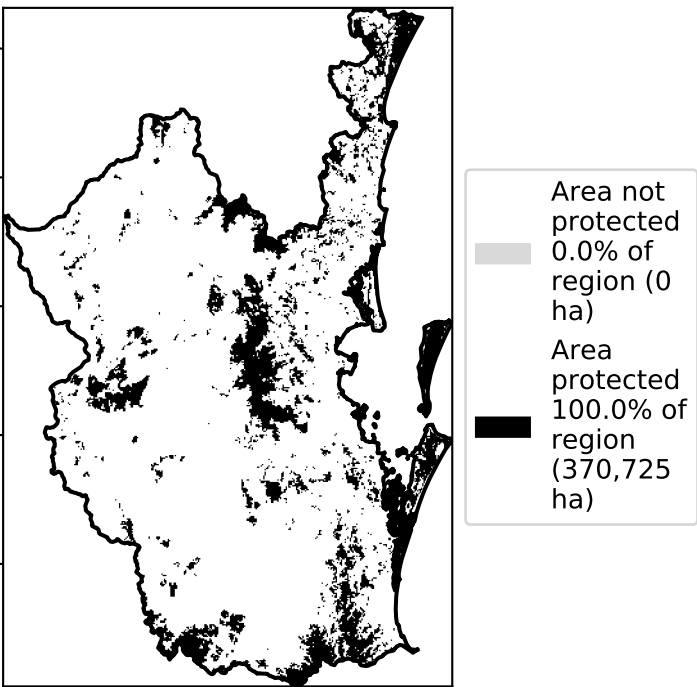 Area not
protected
0.0% of
region (0
ha)
Area
protected
100.0% of
region
(370,725
ha)